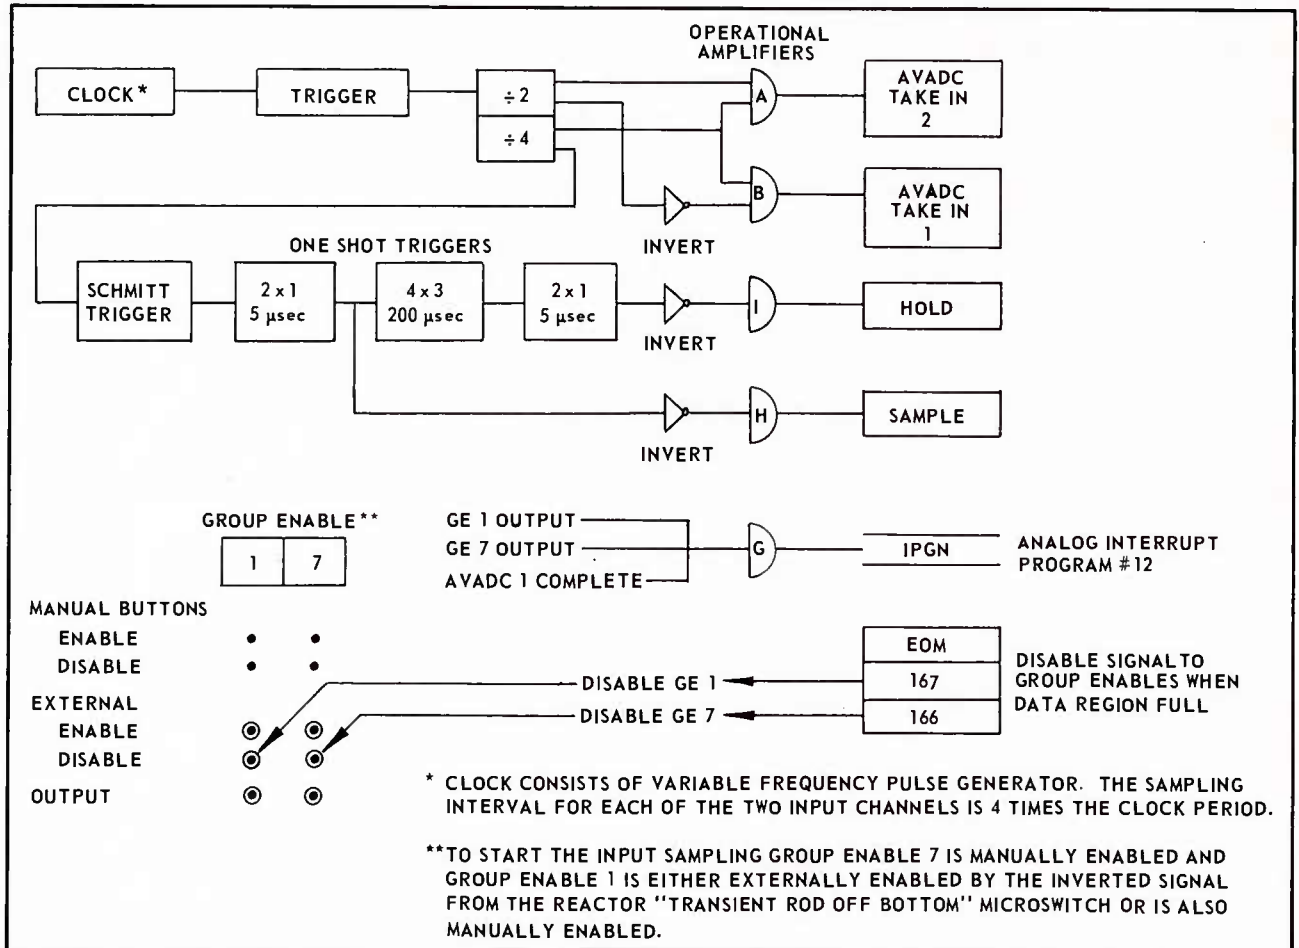 OPERATIONAL
AMPLIFIERS
CLOCK*
TRIGGER
÷2
÷4
A
AVADC
TAKE IN
2
B
AVADC
TAKE IN
1
INVERT
ONE SHOT TRIGGERS
SCHMITT
TRIGGER
2 x 1
5 μsec
4 x 3
200 μsec
2 x 1
5 μsec
INVERT
I
HOLD
INVERT
H
SAMPLE
GROUP ENABLE**
1 7
GE 1 OUTPUT
GE 7 OUTPUT
AVADC 1 COMPLETE
G
IPGN
ANALOG INTERRUPT
PROGRAM #12
MANUAL BUTTONS
ENABLE
DISABLE
EXTERNAL
ENABLE
DISABLE
OUTPUT
DISABLE GE 1
DISABLE GE 7
EOM
167
166
DISABLE SIGNAL TO
GROUP ENABLES WHEN
DATA REGION FULL
* CLOCK CONSISTS OF VARIABLE FREQUENCY PULSE GENERATOR. THE SAMPLING
INTERVAL FOR EACH OF THE TWO INPUT CHANNELS IS 4 TIMES THE CLOCK PERIOD.
**TO START THE INPUT SAMPLING GROUP ENABLE 7 IS MANUALLY ENABLED AND
GROUP ENABLE 1 IS EITHER EXTERNALLY ENABLED BY THE INVERTED SIGNAL
FROM THE REACTOR "TRANSIENT ROD OFF BOTTOM" MICROSWITCH OR IS ALSO
MANUALLY ENABLED.